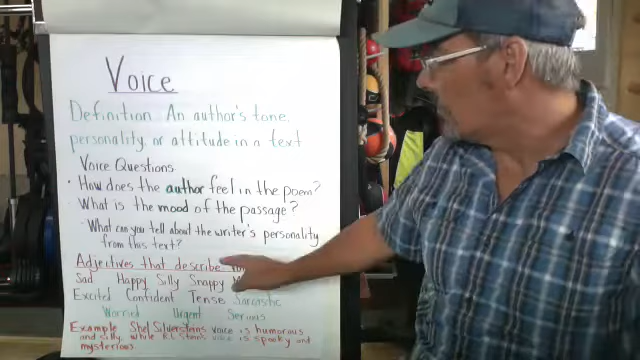 Voice
Definition An author's tone,
personality, or attitude in a text
Voice Questions
• How does the author feel in the poem?
• What is the mood of the passage?
• What can you tell about the writer's personality
from this text?
Adjectives that describe
Sad Happy Silly Snappy
Excited Confident Tense Sarcastic
Worried Urgent Serious
Example Shel Silverstein's voice is humorous
and silly, while R.L. Stine's voice is spooky and
mysterious.